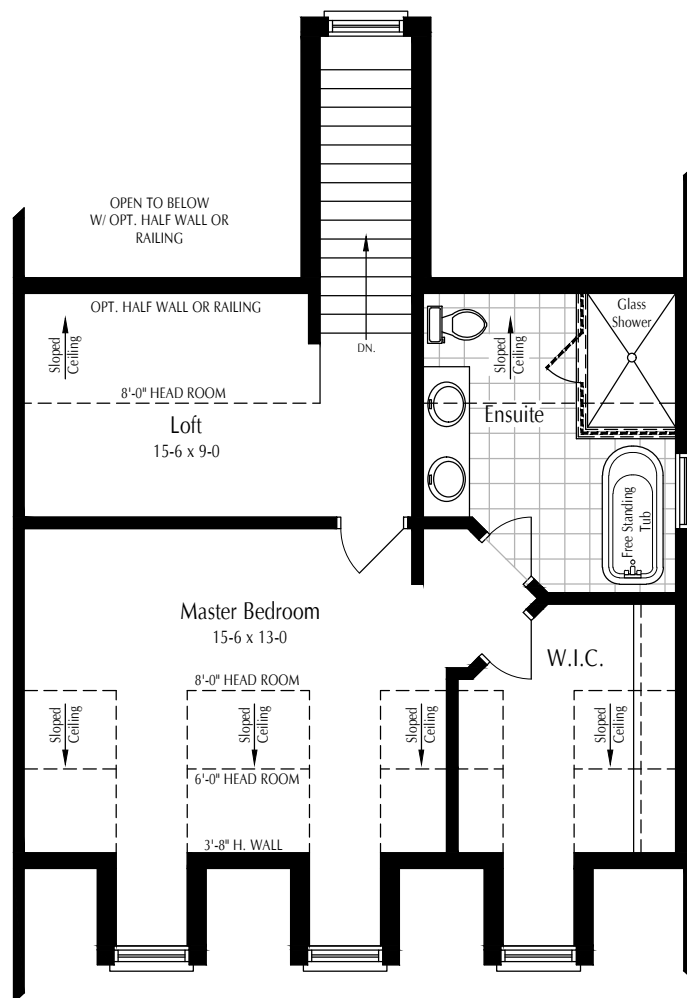 OPEN TO BELOW
W/ OPT. HALF WALL OR
RAILING
OPT. HALF WALL OR RAILING
Sloped
Ceiling
8'-0" HEAD ROOM
Loft
15-6 x 9-0
DN.
Sloped
Ceiling
Glass
Shower
Ensuite
Free Standing
Tub
Master Bedroom
15-6 x 13-0
W.I.C.
8'-0" HEAD ROOM
Sloped
Ceiling
Sloped
Ceiling
Sloped
Ceiling
Sloped
Ceiling
6'-0" HEAD ROOM
3'-8" H. WALL